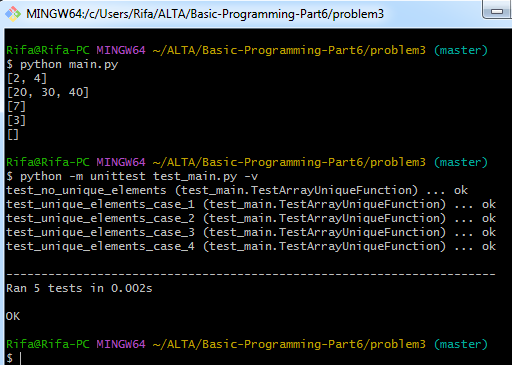 MINGW64:/c/Users/Rifa/ALTA/Basic-Programming-Part6/problem3
Rifa@Rifa-PC MINGW64 ~/ALTA/Basic-Programming-Part6/problem3 (master)
$ python main.py
[2, 4]
[20, 30, 40]
[7]
[3]
[]
Rifa@Rifa-PC MINGW64 ~/ALTA/Basic-Programming-Part6/problem3 (master)
$ python -m unittest test_main.py -v
test_no_unique_elements (test_main.TestArrayUniqueFunction) ... ok
test_unique_elements_case_1 (test_main.TestArrayUniqueFunction) ... ok
test_unique_elements_case_2 (test_main.TestArrayUniqueFunction) ... ok
test_unique_elements_case_3 (test_main.TestArrayUniqueFunction) ... ok
test_unique_elements_case_4 (test_main.TestArrayUniqueFunction) ... ok
----------------------------------------------------------------------
Ran 5 tests in 0.002s
OK
Rifa@Rifa-PC MINGW64 ~/ALTA/Basic-Programming-Part6/problem3 (master)
$